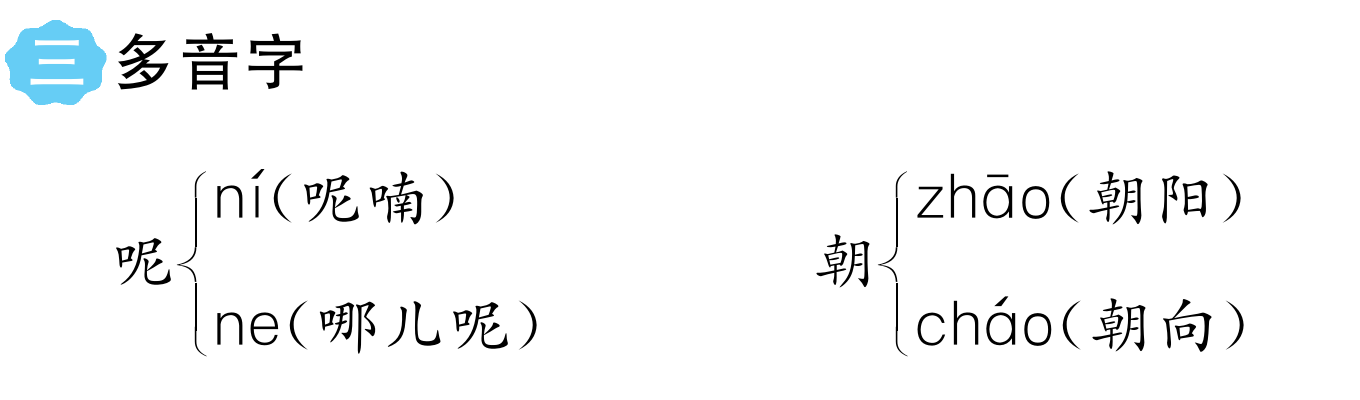 三 多音字
呢
ní(呢喃)
ne(哪儿呢)
朝
zhāo(朝阳)
cháo(朝向)